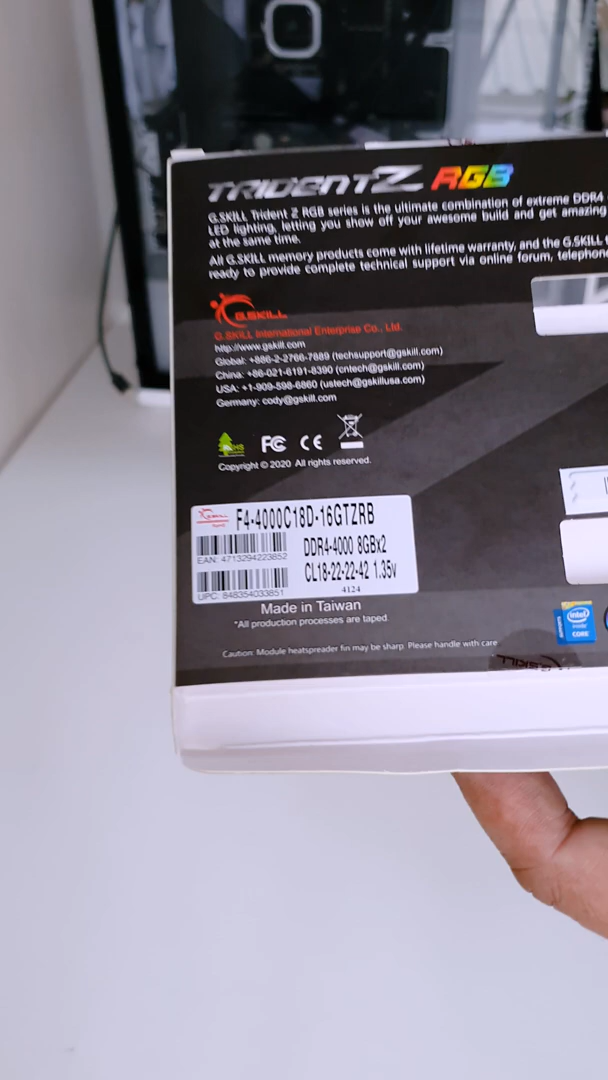 TRIDENT Z RGB
G.SKILL Trident Z RGB series is the ultimate combination of extreme DDR4
LED lighting, letting you show off your awesome build and get amazing
at the same time.
All G.SKILL memory products come with lifetime warranty, and the G.SKILL
ready to provide complete technical support via online forum, telephone
G.SKILL
G.SKILL International Enterprise Co., Ltd.
http://www.gskill.com
Global: +886-2-2766-7889 (techsupport@gskill.com)
China: +86-021-6191-8390 (cntech@gskill.com)
USA: +1-909-598-6860 (ustech@gskillusa.com)
Germany: cody@gskill.com
FC CE
Copyright © 2020 All rights reserved.
G.SKILL F4-4000C18D-16GTZRB
DDR4-4000 8GBx2
EAN: 4713294223852
CL18-22-22-42 1.35v
UPC: 848354033851
4124
Made in Taiwan
*All production processes are taped.
intel
CORE
Caution: Module heatspreader fin may be sharp. Please handle with care